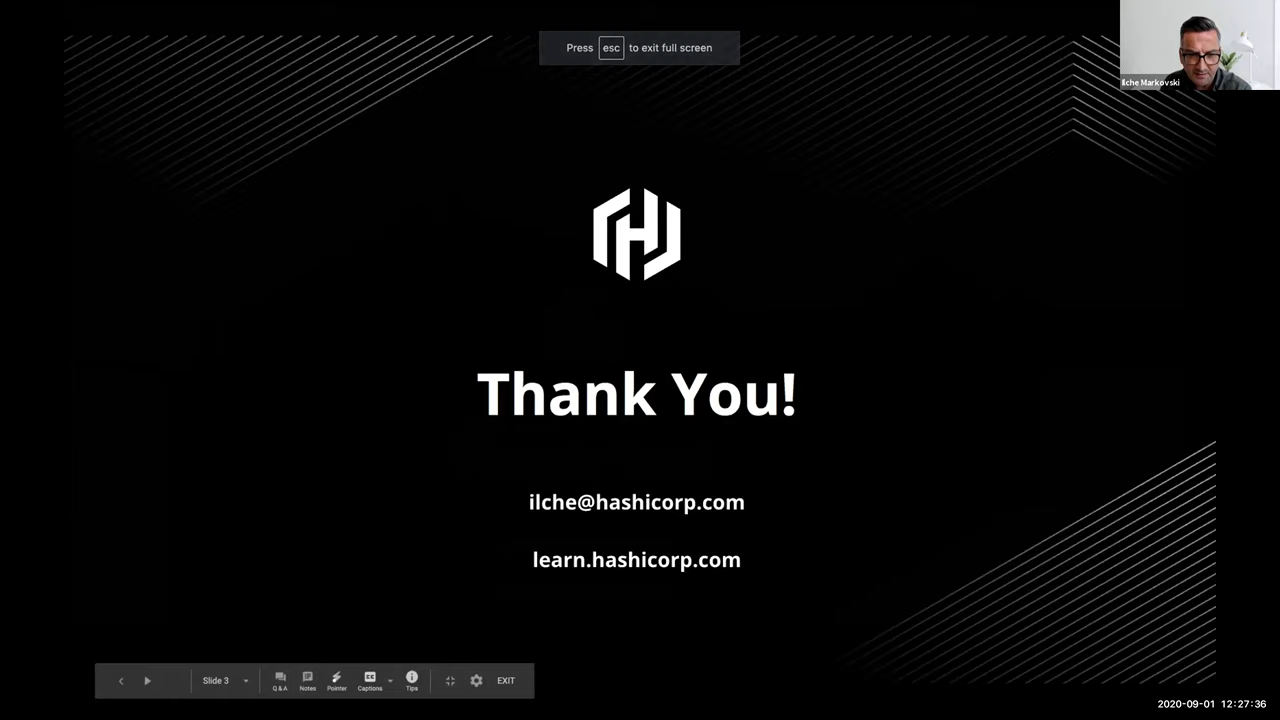 Press esc to exit full screen
Ilche Markovski
Thank You!
ilche@hashicorp.com
learn.hashicorp.com
Slide 3
Q & A
Notes
Pointer
CC
Captions
Tips
EXIT
2020-09-01 12:27:36